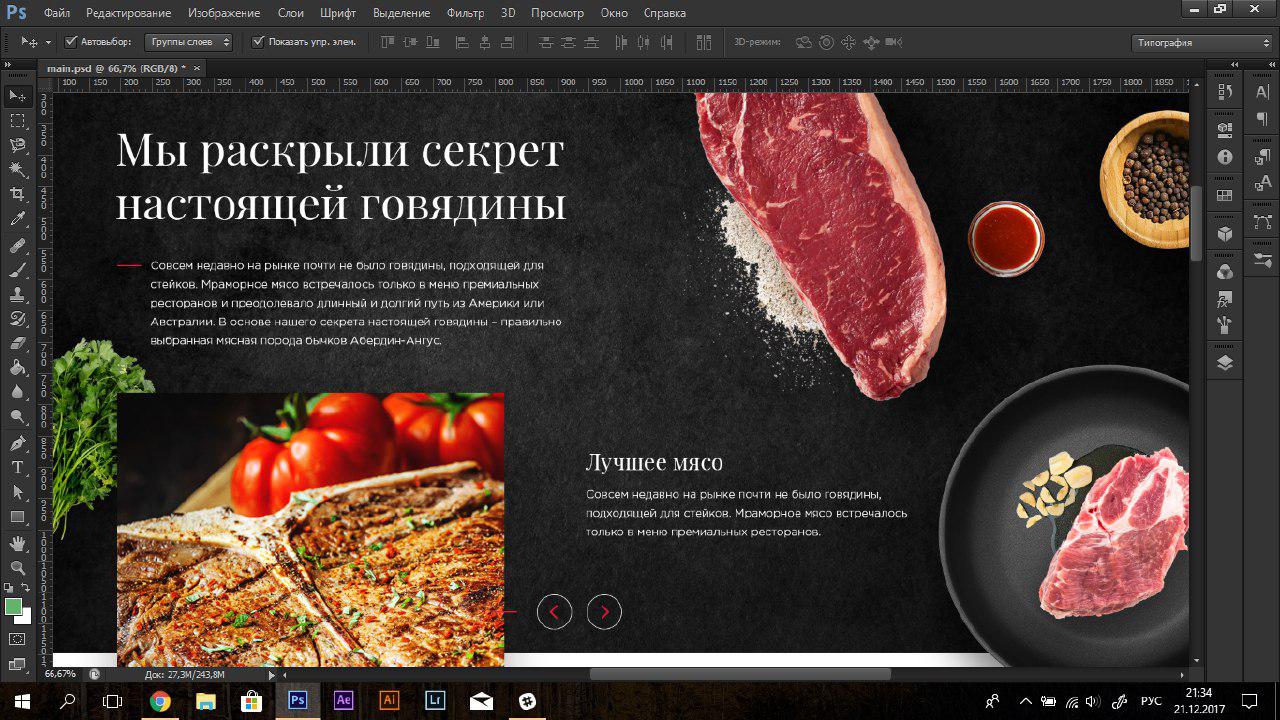 Ps Файл Редактирование Изображение Слои Шрифт Выделение Фильтр 3D Просмотр Окно Справка
Автовыбор: Группы слоев Показать упр. элем. 3D-режим: Типография
main.psd @ 66,7% (RGB/8) * ×
100 150 200 250 300 350 400 450 500 550 600 650 700 750 800 850 900 950 1000 1050 1100 1150 1200 1250 1300 1350 1400 1450 1500 1550 1600 1650 1700 1750 1800 1850
Мы раскрыли секрет
настоящей говядины
Совсем недавно на рынке почти не было говядины, подходящей для
стейков. Мраморное мясо встречалось только в меню премиальных
ресторанов и преодолевало длинный и долгий путь из Америки или
Австралии. В основе нашего секрета настоящей говядины – правильно
выбранная мясная порода бычков Абердин-Ангус.
Лучшее мясо
Совсем недавно на рынке почти не было говядины,
подходящей для стейков. Мраморное мясо встречалось
только в меню премиальных ресторанов.
66,67% Док: 27,3M/243,8M
Ps Ae Ai Lr РУС 21:34
21.12.2017